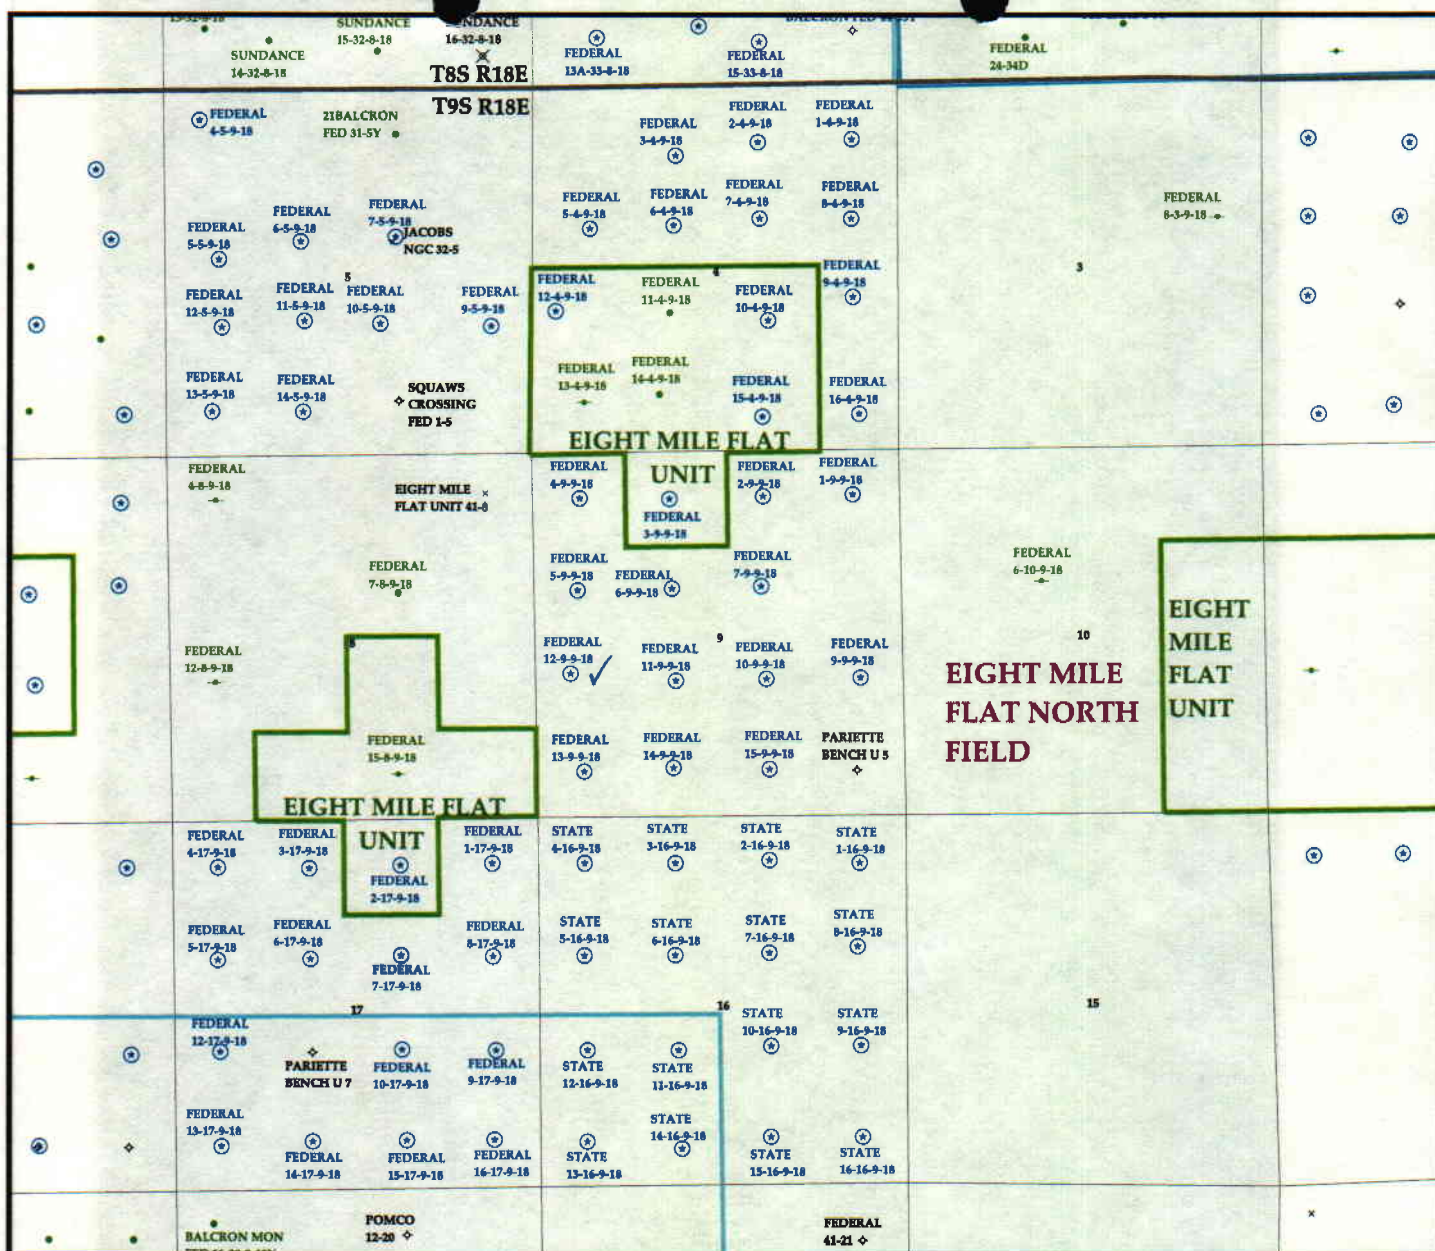 SUNDANCE
15-32-8-18
SUNDANCE
14-32-8-18
16-32-8-18
T8S R18E
T9S R18E
FEDERAL
13A-33-8-18
FEDERAL
15-33-8-18
FEDERAL
24-34D
FEDERAL
4-5-9-18
21BALCRON
FED 31-5Y
FEDERAL
3-4-9-18
FEDERAL
2-4-9-18
FEDERAL
1-4-9-18
FEDERAL
5-5-9-18
FEDERAL
6-5-9-18
FEDERAL
7-5-9-18
JACOBS
NGC 32-5
FEDERAL
5-4-9-18
FEDERAL
6-4-9-18
FEDERAL
7-4-9-18
FEDERAL
8-4-9-18
FEDERAL
8-3-9-18
5
4
3
FEDERAL
12-5-9-18
FEDERAL
11-5-9-18
FEDERAL
10-5-9-18
FEDERAL
9-5-9-18
FEDERAL
12-4-9-18
FEDERAL
11-4-9-18
FEDERAL
10-4-9-18
FEDERAL
9-4-9-18
FEDERAL
13-5-9-18
FEDERAL
14-5-9-18
SQUAWS
CROSSING
FED 1-5
FEDERAL
13-4-9-18
FEDERAL
14-4-9-18
FEDERAL
15-4-9-18
FEDERAL
16-4-9-18
EIGHT MILE FLAT
UNIT
FEDERAL
4-8-9-18
EIGHT MILE
FLAT UNIT 41-8
FEDERAL
4-9-9-18
FEDERAL
3-9-9-18
FEDERAL
2-9-9-18
FEDERAL
1-9-9-18
FEDERAL
7-8-9-18
FEDERAL
5-9-9-18
FEDERAL
6-9-9-18
FEDERAL
7-9-9-18
FEDERAL
6-10-9-18
FEDERAL
12-8-9-18
8
FEDERAL
12-9-9-18
FEDERAL
11-9-9-18
9
FEDERAL
10-9-9-18
FEDERAL
9-9-9-18
10
EIGHT MILE
FLAT NORTH
FIELD
EIGHT
MILE
FLAT
UNIT
FEDERAL
15-8-9-18
FEDERAL
13-9-9-18
FEDERAL
14-9-9-18
FEDERAL
15-9-9-18
PARIETTE
BENCH U 5
EIGHT MILE FLAT
UNIT
FEDERAL
4-17-9-18
FEDERAL
3-17-9-18
FEDERAL
2-17-9-18
FEDERAL
1-17-9-18
STATE
4-16-9-18
STATE
3-16-9-18
STATE
2-16-9-18
STATE
1-16-9-18
FEDERAL
5-17-9-18
FEDERAL
6-17-9-18
FEDERAL
7-17-9-18
FEDERAL
8-17-9-18
STATE
5-16-9-18
STATE
6-16-9-18
STATE
7-16-9-18
STATE
8-16-9-18
17
16
15
FEDERAL
12-17-9-18
PARIETTE
BENCH U 7
FEDERAL
10-17-9-18
FEDERAL
9-17-9-18
STATE
12-16-9-18
STATE
11-16-9-18
STATE
10-16-9-18
STATE
9-16-9-18
FEDERAL
13-17-9-18
FEDERAL
14-17-9-18
FEDERAL
15-17-9-18
FEDERAL
16-17-9-18
STATE
13-16-9-18
STATE
14-16-9-18
STATE
15-16-9-18
STATE
16-16-9-18
BALCRON MON
POMCO
12-20
FEDERAL
41-21